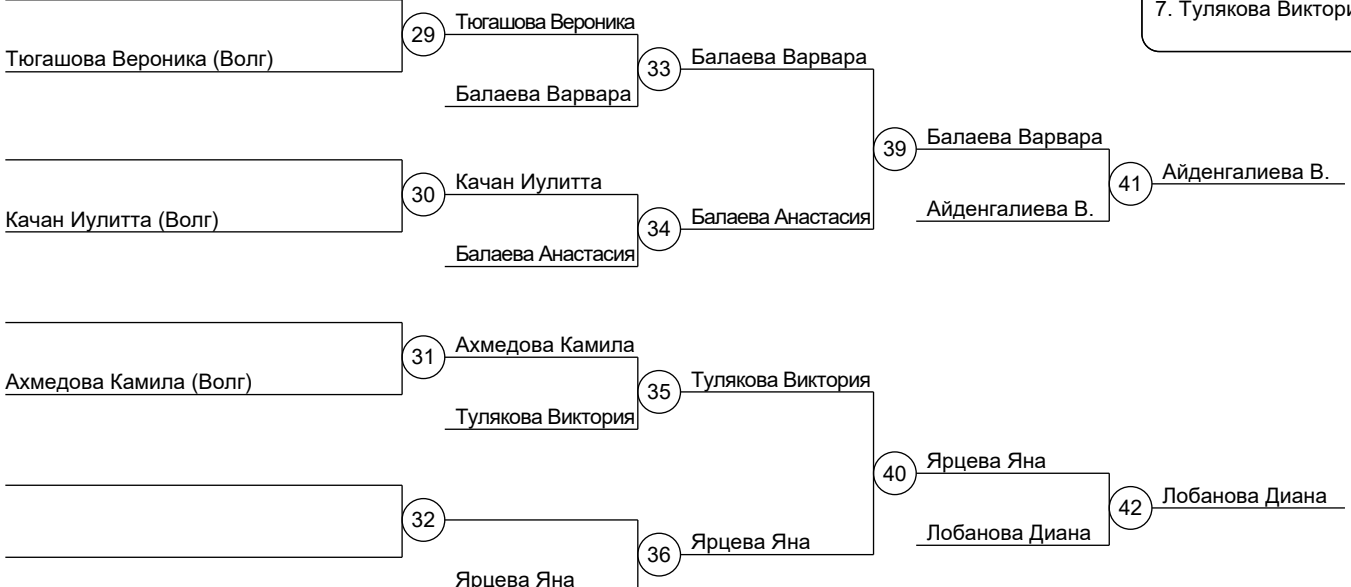 7. Тулякова Виктори
29
Тюгашова Вероника
Тюгашова Вероника (Волг)
33
Балаева Варвара
Балаева Варвара
39
Балаева Варвара
30
Качан Иулитта
41
Айденгалиева В.
Качан Иулитта (Волг)
34
Балаева Анастасия
Айденгалиева В.
Балаева Анастасия
31
Ахмедова Камила
Ахмедова Камила (Волг)
35
Тулякова Виктория
Тулякова Виктория
40
Ярцева Яна
32
42
Лобанова Диана
36
Ярцева Яна
Лобанова Диана
Ярцева Яна